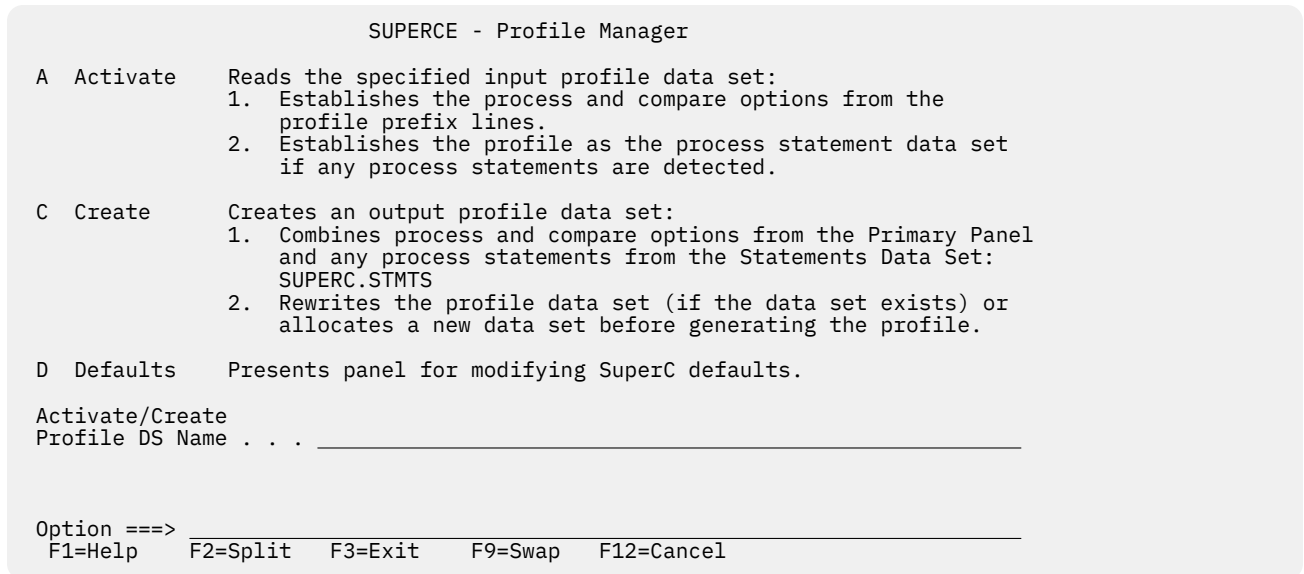 SUPERCE - Profile Manager
A Activate Reads the specified input profile data set:
1. Establishes the process and compare options from the
profile prefix lines.
2. Establishes the profile as the process statement data set
if any process statements are detected.
C Create Creates an output profile data set:
1. Combines process and compare options from the Primary Panel
and any process statements from the Statements Data Set:
SUPERC.STMTS
2. Rewrites the profile data set (if the data set exists) or
allocates a new data set before generating the profile.
D Defaults Presents panel for modifying SuperC defaults.
Activate/Create
Profile DS Name . . .
Option ===>
F1=Help F2=Split F3=Exit F9=Swap F12=Cancel